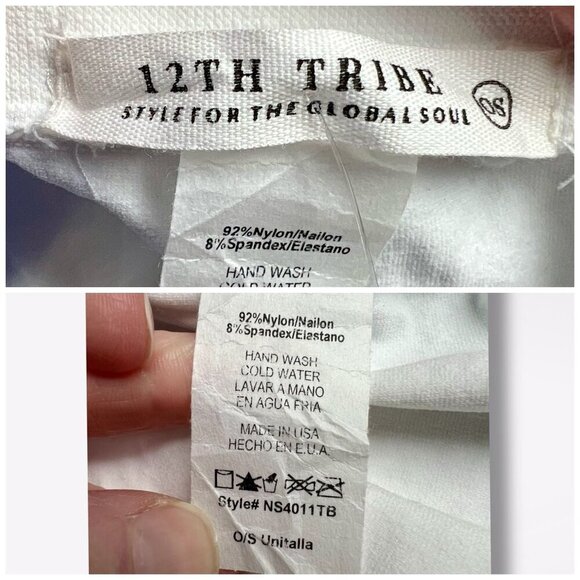 12TH TRIBE
STYLE FOR THE GLOBAL SOUL
OS
92%Nylon/Nailon
8%Spandex/Elastano
HAND WASH
COLD WATER
92%Nylon/Nailon
8%Spandex/Elastano
HAND WASH
COLD WATER
LAVAR A MANO
EN AGUA FRIA
MADE IN USA
HECHO EN E.U.A.
Style# NS4011TB
O/S Unitalla